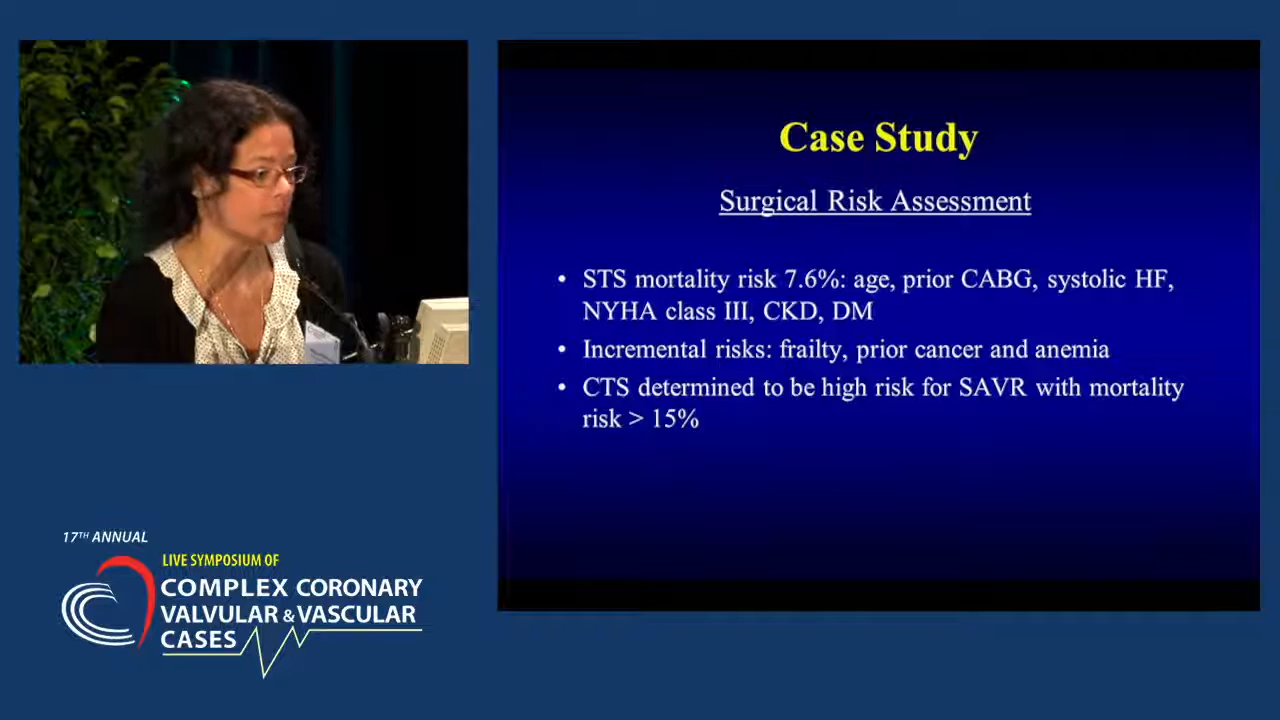 Case Study
Surgical Risk Assessment
• STS mortality risk 7.6%: age, prior CABG, systolic HF,
NYHA class III, CKD, DM
• Incremental risks: frailty, prior cancer and anemia
• CTS determined to be high risk for SAVR with mortality
risk > 15%
17TH ANNUAL
LIVE SYMPOSIUM OF
COMPLEX CORONARY
VALVULAR & VASCULAR
CASES